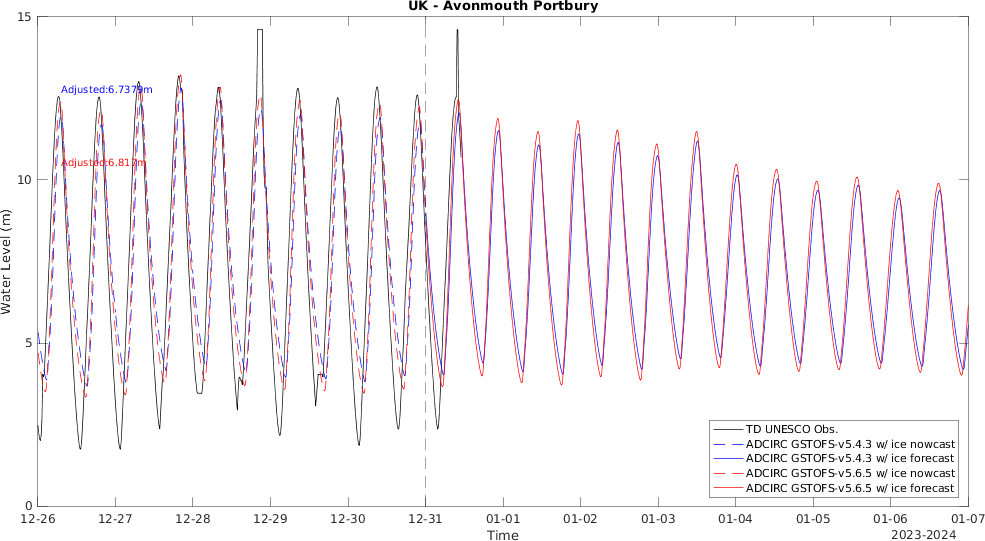 UK - Avonmouth Portbury
15
10
5
0
Water Level (m)
Adjusted:6.7379m
Adjusted:6.817m
TD UNESCO Obs.
ADCIRC GSTOFS-v5.4.3 w/ ice nowcast
ADCIRC GSTOFS-v5.4.3 w/ ice forecast
ADCIRC GSTOFS-v5.6.5 w/ ice nowcast
ADCIRC GSTOFS-v5.6.5 w/ ice forecast
12-26 12-27 12-28 12-29 12-30 12-31 01-01 01-02 01-03 01-04 01-05 01-06 01-07
Time
2023-2024